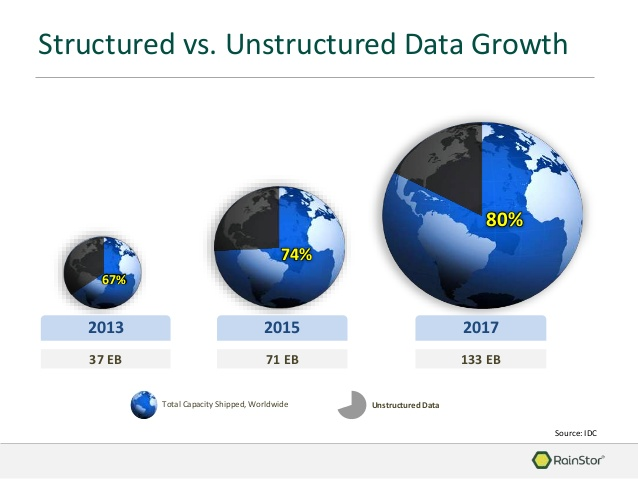 Structured vs. Unstructured Data Growth
67%
74%
80%
2013
2015
2017
37 EB
71 EB
133 EB
Total Capacity Shipped, Worldwide
Unstructured Data
Source: IDC
RainStor®